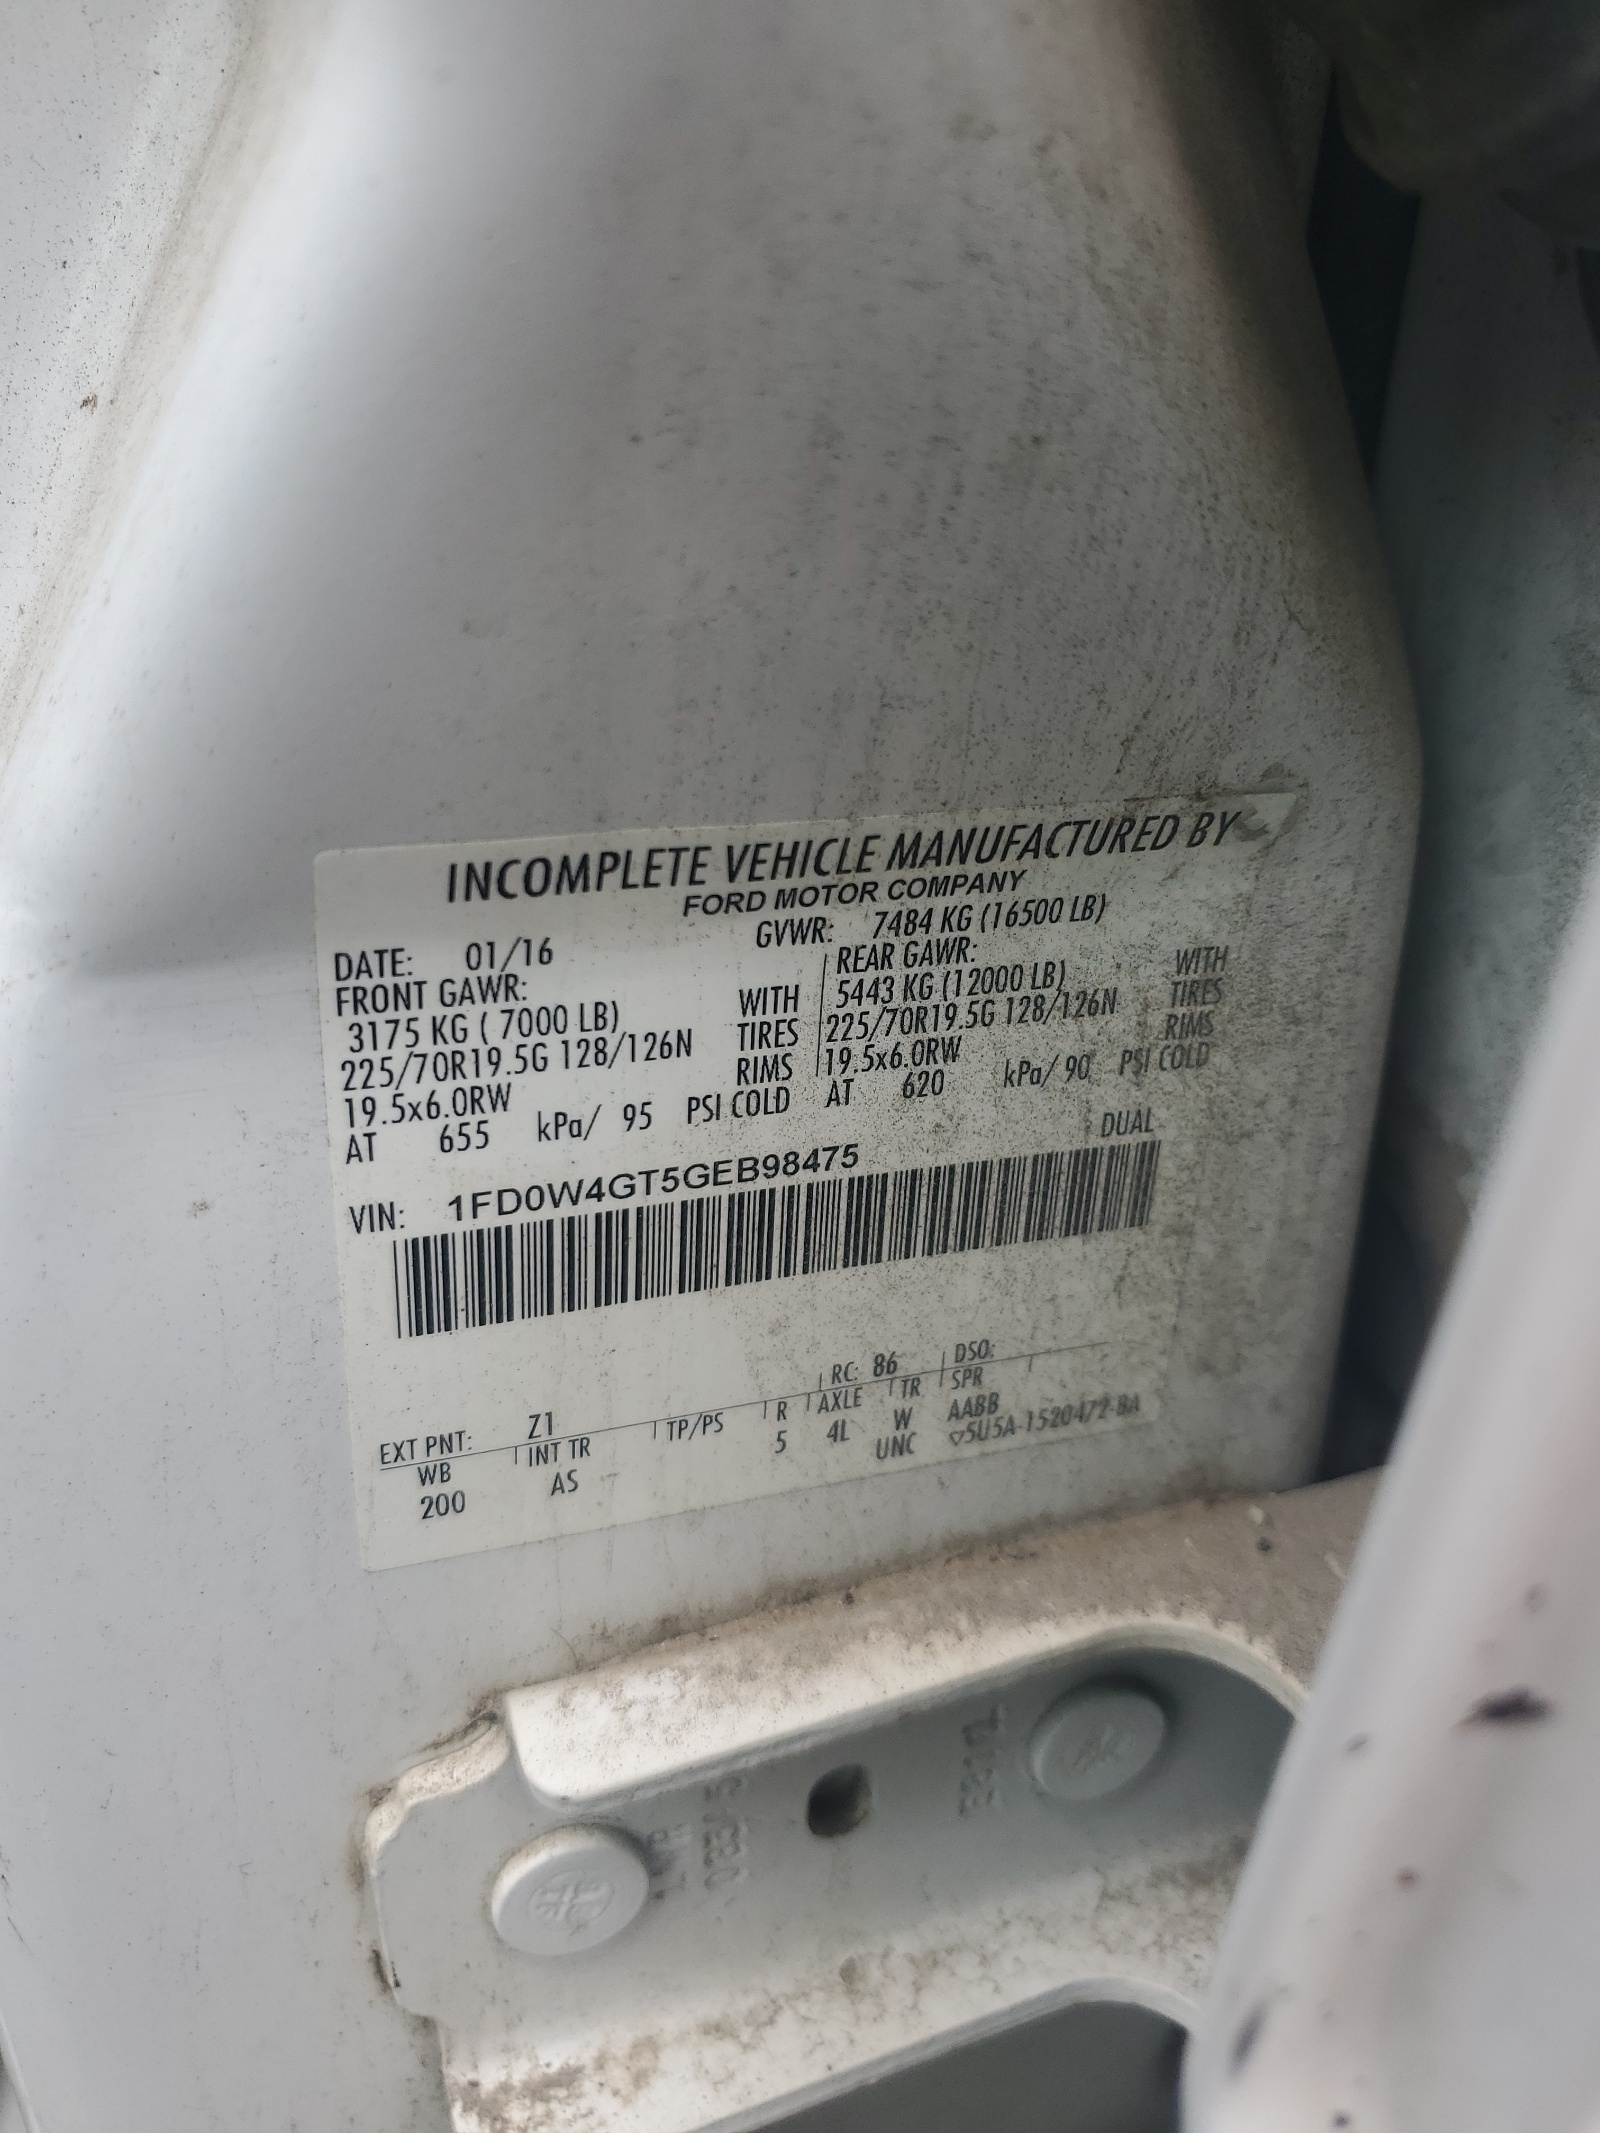 INCOMPLETE VEHICLE MANUFACTURED BY
FORD MOTOR COMPANY
DATE: 01/16 GVWR: 7484 KG (16500 LB)
FRONT GAWR: REAR GAWR:
3175 KG ( 7000 LB) WITH 5443 KG (12000 LB) WITH
225/70R19.5G 128/126N TIRES 225/70R19.5G 128/126N TIRES
19.5x6.0RW RIMS 19.5x6.0RW RIMS
AT 655 kPa/ 95 PSI COLD AT 620 kPa/ 90 PSI COLD
DUAL
VIN: 1FD0W4GT5GEB98475
EXT PNT: Z1 RC: 86 DSO:
WB INT TR TP/PS R AXLE TR SPR
200 AS 5 4L W AABB
UNC 5U5A-1520472-BA